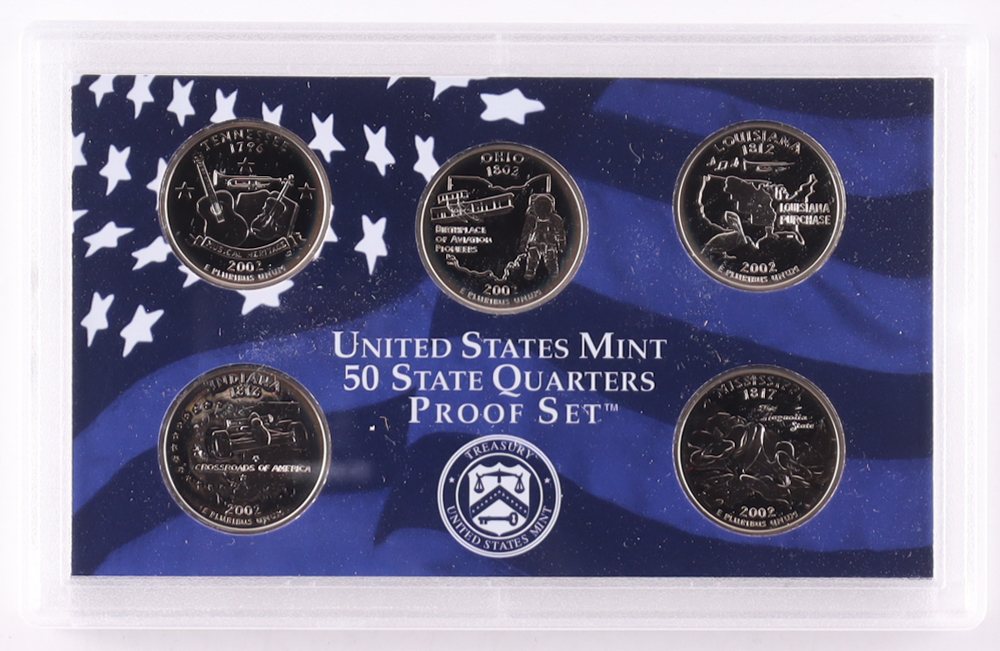 TENNESSEE
1796
MUSICAL HERITAGE
2002
E PLURIBUS UNUM
OHIO
1803
BIRTHPLACE
OF AVIATION
PIONEERS
2002
E PLURIBUS UNUM
LOUISIANA
1812
LOUISIANA
PURCHASE
2002
E PLURIBUS UNUM
UNITED STATES MINT
50 STATE QUARTERS
PROOF SET™
INDIANA
1816
CROSSROADS OF AMERICA
2002
E PLURIBUS UNUM
TREASURY
UNITED STATES MINT
MISSISSIPPI
1817
The Magnolia
State
2002
E PLURIBUS UNUM